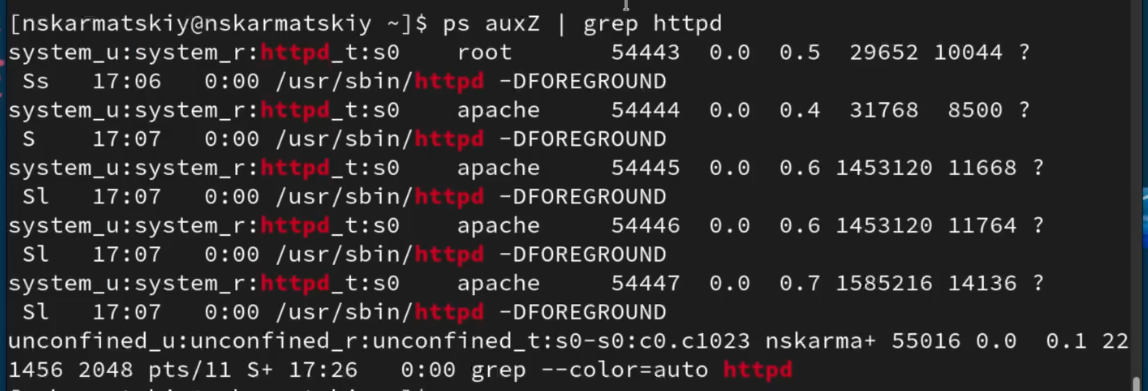 [nskarmatskiy@nskarmatskiy ~]$ ps auxZ | grep httpd
system_u:system_r:httpd_t:s0     root      54443  0.0  0.5  29652 10044 ?
 Ss   17:06   0:00 /usr/sbin/httpd -DFOREGROUND
system_u:system_r:httpd_t:s0     apache    54444  0.0  0.4  31768  8500 ?
 S    17:07   0:00 /usr/sbin/httpd -DFOREGROUND
system_u:system_r:httpd_t:s0     apache    54445  0.0  0.6 1453120 11668 ?
 Sl   17:07   0:00 /usr/sbin/httpd -DFOREGROUND
system_u:system_r:httpd_t:s0     apache    54446  0.0  0.6 1453120 11764 ?
 Sl   17:07   0:00 /usr/sbin/httpd -DFOREGROUND
system_u:system_r:httpd_t:s0     apache    54447  0.0  0.7 1585216 14136 ?
 Sl   17:07   0:00 /usr/sbin/httpd -DFOREGROUND
unconfined_u:unconfined_r:unconfined_t:s0-s0:c0.c1023 nskarma+ 55016 0.0  0.1 22
1456 2048 pts/11 S+ 17:26   0:00 grep --color=auto httpd